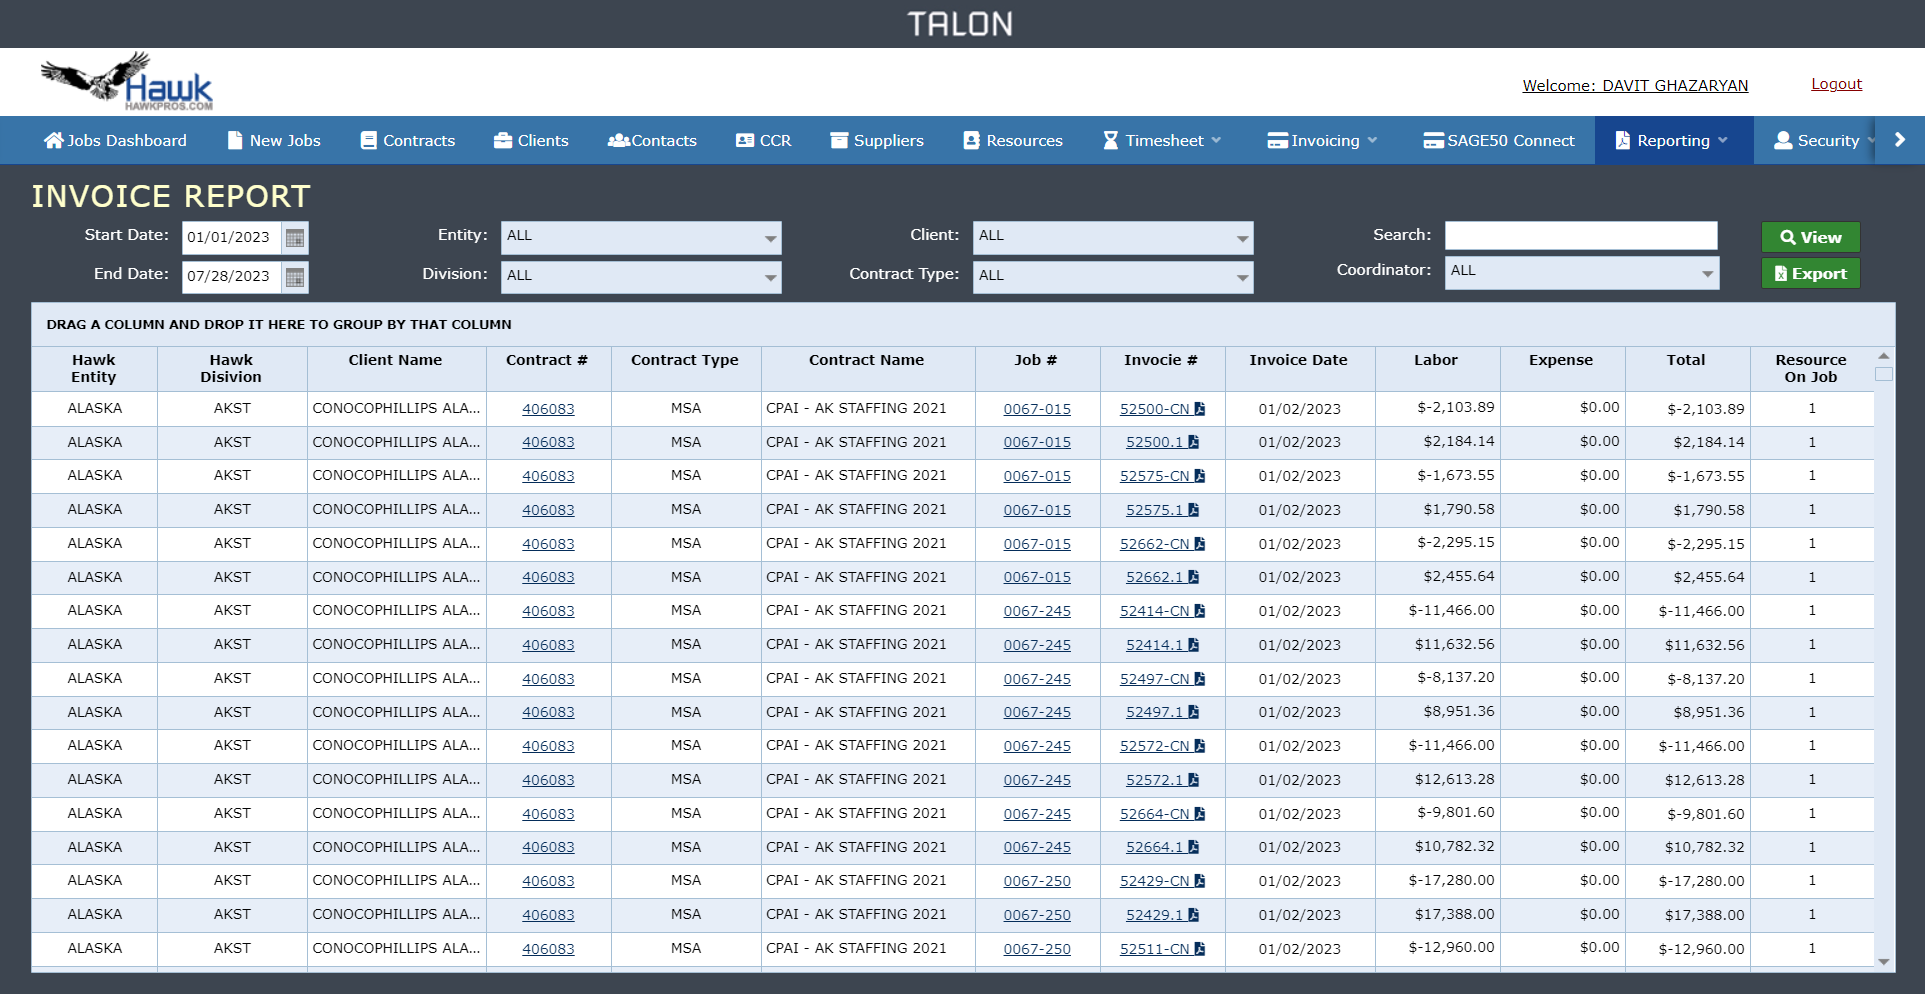 TALON
Hawk
HAWKPROS.COM
Welcome: DAVIT GHAZARYAN Logout
Jobs Dashboard New Jobs Contracts Clients Contacts CCR Suppliers Resources Timesheet Invoicing SAGE50 Connect Reporting Security
INVOICE REPORT
Start Date: 01/01/2023 Entity: ALL Client: ALL Search: View
End Date: 07/28/2023 Division: ALL Contract Type: ALL Coordinator: ALL Export
DRAG A COLUMN AND DROP IT HERE TO GROUP BY THAT COLUMN
Hawk Entity Hawk Disivion Client Name Contract # Contract Type Contract Name Job # Invocie # Invoice Date Labor Expense Total Resource On Job
ALASKA AKST CONOCOPHILLIPS ALA... 406083 MSA CPAI - AK STAFFING 2021 0067-015 52500-CN 01/02/2023 $-2,103.89 $0.00 $-2,103.89 1
ALASKA AKST CONOCOPHILLIPS ALA... 406083 MSA CPAI - AK STAFFING 2021 0067-015 52500.1 01/02/2023 $2,184.14 $0.00 $2,184.14 1
ALASKA AKST CONOCOPHILLIPS ALA... 406083 MSA CPAI - AK STAFFING 2021 0067-015 52575-CN 01/02/2023 $-1,673.55 $0.00 $-1,673.55 1
ALASKA AKST CONOCOPHILLIPS ALA... 406083 MSA CPAI - AK STAFFING 2021 0067-015 52575.1 01/02/2023 $1,790.58 $0.00 $1,790.58 1
ALASKA AKST CONOCOPHILLIPS ALA... 406083 MSA CPAI - AK STAFFING 2021 0067-015 52662-CN 01/02/2023 $-2,295.15 $0.00 $-2,295.15 1
ALASKA AKST CONOCOPHILLIPS ALA... 406083 MSA CPAI - AK STAFFING 2021 0067-015 52662.1 01/02/2023 $2,455.64 $0.00 $2,455.64 1
ALASKA AKST CONOCOPHILLIPS ALA... 406083 MSA CPAI - AK STAFFING 2021 0067-245 52414-CN 01/02/2023 $-11,466.00 $0.00 $-11,466.00 1
ALASKA AKST CONOCOPHILLIPS ALA... 406083 MSA CPAI - AK STAFFING 2021 0067-245 52414.1 01/02/2023 $11,632.56 $0.00 $11,632.56 1
ALASKA AKST CONOCOPHILLIPS ALA... 406083 MSA CPAI - AK STAFFING 2021 0067-245 52497-CN 01/02/2023 $-8,137.20 $0.00 $-8,137.20 1
ALASKA AKST CONOCOPHILLIPS ALA... 406083 MSA CPAI - AK STAFFING 2021 0067-245 52497.1 01/02/2023 $8,951.36 $0.00 $8,951.36 1
ALASKA AKST CONOCOPHILLIPS ALA... 406083 MSA CPAI - AK STAFFING 2021 0067-245 52572-CN 01/02/2023 $-11,466.00 $0.00 $-11,466.00 1
ALASKA AKST CONOCOPHILLIPS ALA... 406083 MSA CPAI - AK STAFFING 2021 0067-245 52572.1 01/02/2023 $12,613.28 $0.00 $12,613.28 1
ALASKA AKST CONOCOPHILLIPS ALA... 406083 MSA CPAI - AK STAFFING 2021 0067-245 52664-CN 01/02/2023 $-9,801.60 $0.00 $-9,801.60 1
ALASKA AKST CONOCOPHILLIPS ALA... 406083 MSA CPAI - AK STAFFING 2021 0067-245 52664.1 01/02/2023 $10,782.32 $0.00 $10,782.32 1
ALASKA AKST CONOCOPHILLIPS ALA... 406083 MSA CPAI - AK STAFFING 2021 0067-250 52429-CN 01/02/2023 $-17,280.00 $0.00 $-17,280.00 1
ALASKA AKST CONOCOPHILLIPS ALA... 406083 MSA CPAI - AK STAFFING 2021 0067-250 52429.1 01/02/2023 $17,388.00 $0.00 $17,388.00 1
ALASKA AKST CONOCOPHILLIPS ALA... 406083 MSA CPAI - AK STAFFING 2021 0067-250 52511-CN 01/02/2023 $-12,960.00 $0.00 $-12,960.00 1